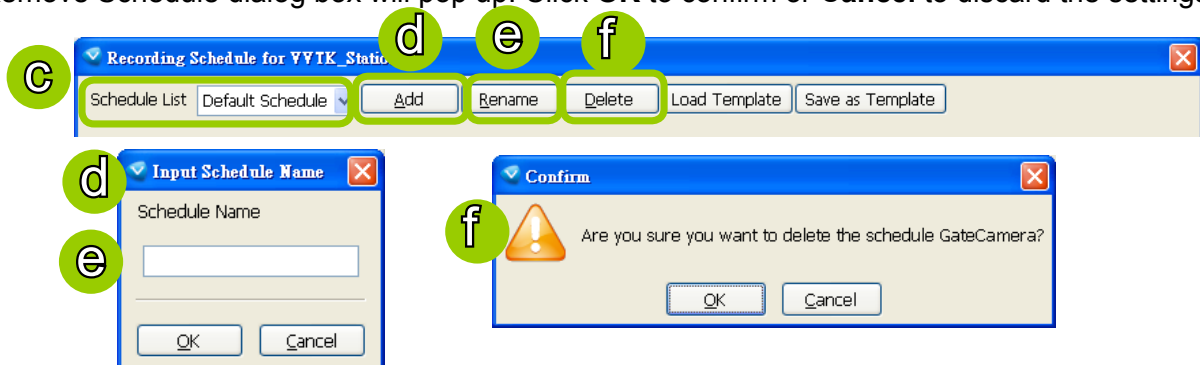 emove Schedule dialog box will pop up. Click OK to confirm or Cancel to discard the settings
d e f
Recording Schedule for VVTK_Statio
c
Schedule List Default Schedule Add Rename Delete Load Template Save as Template
d Input Schedule Name
Schedule Name
e
OK Cancel
Confirm
f Are you sure you want to delete the schedule GateCamera?
OK Cancel